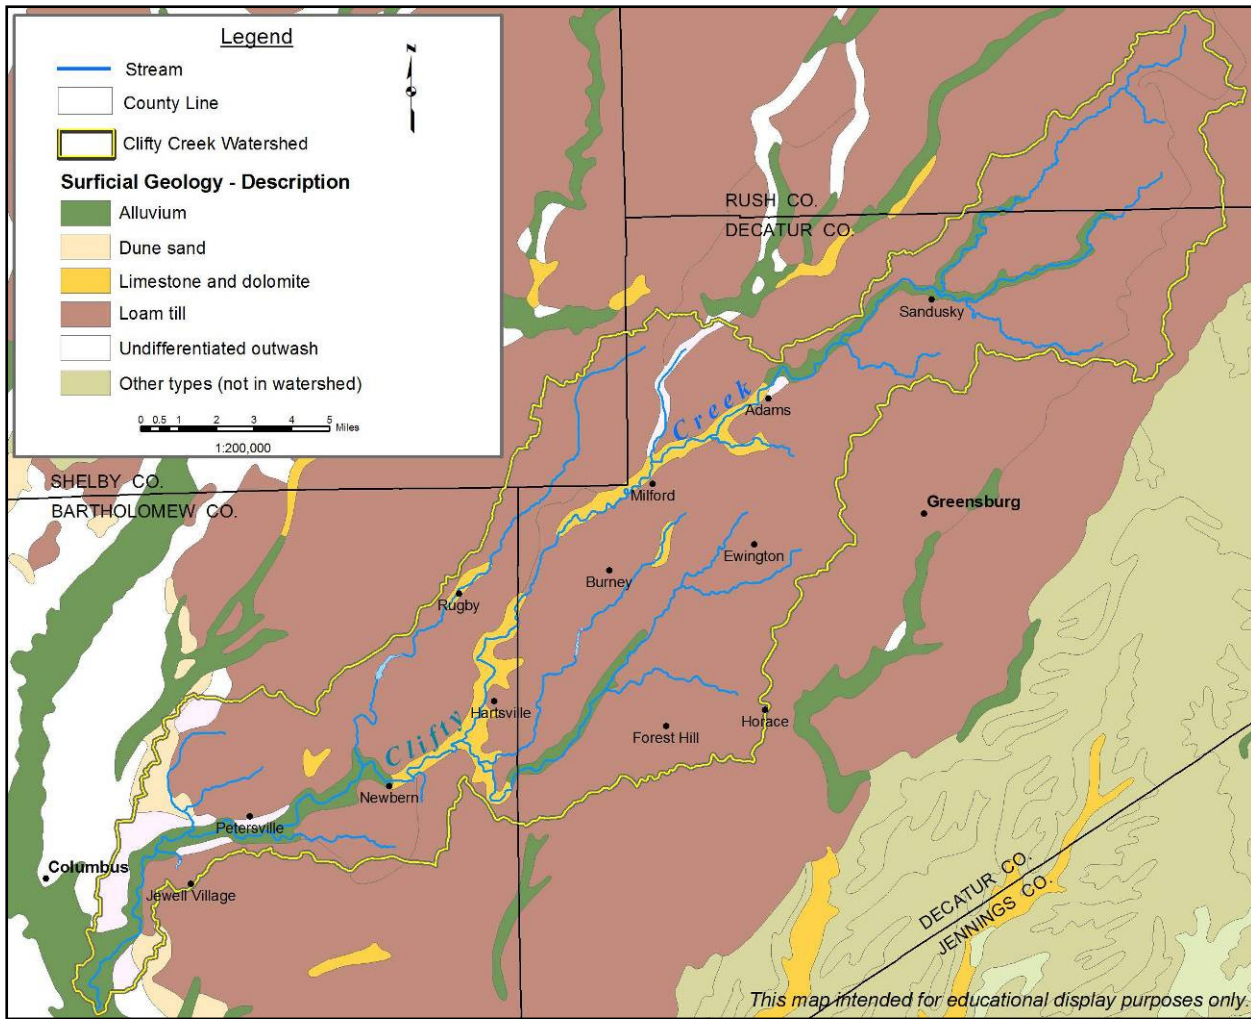 Legend
N
Stream
County Line
Clifty Creek Watershed
Surficial Geology - Description
Alluvium
Dune sand
Limestone and dolomite
Loam till
Undifferentiated outwash
Other types (not in watershed)
0 0.5 1 2 3 4 5 Miles
1:200,000
RUSH CO.
DECATUR CO.
Sandusky
Creek
Adams
SHELBY CO.
BARTHOLOMEW CO.
Milford
Greensburg
Ewington
Burney
Rugby
Hartsville
Clifty
Horace
Forest Hill
Newbern
Petersville
Columbus
Jewell Village
DECATUR CO.
JENNINGS CO.
This map intended for educational display purposes only.